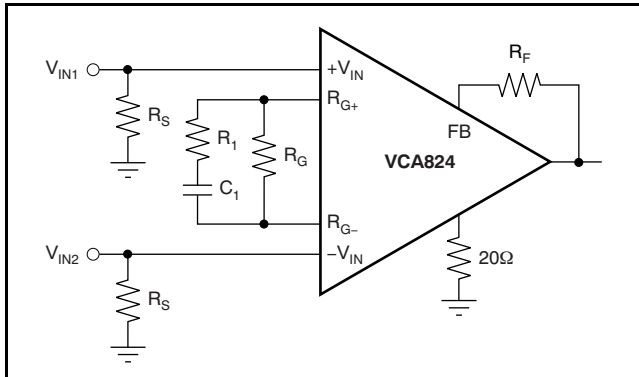 V_IN1
+V_IN
R_F
R_S
R_G+
R_1
R_G
FB
VCA824
C_1
R_G−
V_IN2
−V_IN
20Ω
R_S